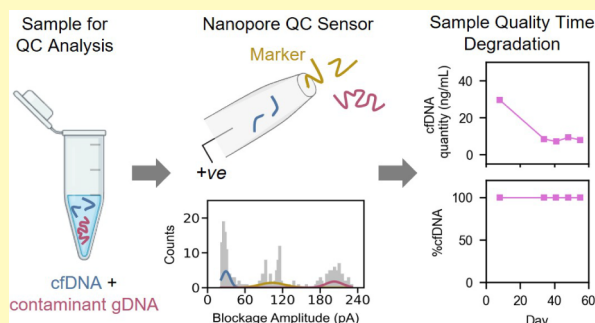 Sample for
QC Analysis
cfDNA +
contaminant gDNA
Nanopore QC Sensor
Marker
+ve
20
10
0
Counts
0 60 120 180 240
Blockage Amplitude (pA)
Sample Quality Time
Degradation
40
20
0
cfDNA
quantity (ng/mL)
100
50
0
%cfDNA
0 20 40 60
Day